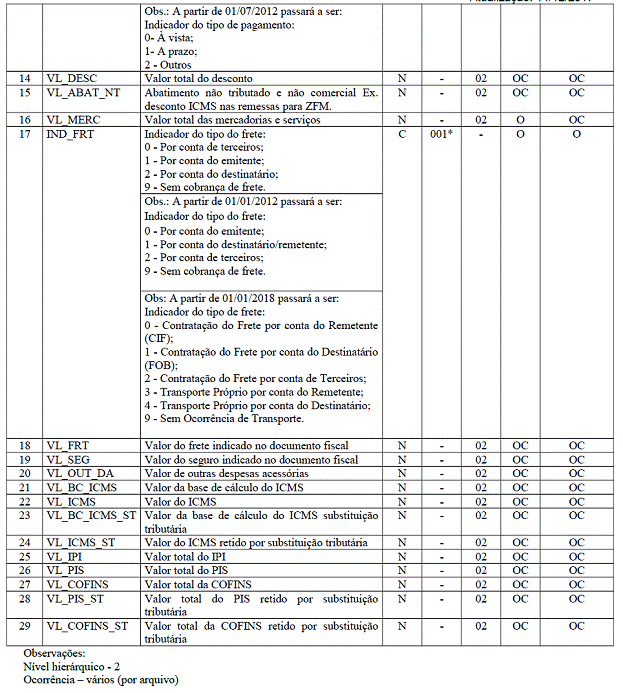 Obs.: A partir de 01/07/2012 passará a ser:
Indicador do tipo de pagamento:
0- À vista;
1- A prazo;
2 - Outros
14 VL_DESC Valor total do desconto N - 02 OC OC
15 VL_ABAT_NT Abatimento não tributado e não comercial Ex. N - 02 OC OC
desconto ICMS nas remessas para ZFM.
16 VL_MERC Valor total das mercadorias e serviços N - 02 O OC
17 IND_FRT Indicador do tipo do frete: C 001* - O O
0 - Por conta de terceiros;
1 - Por conta do emitente;
2 - Por conta do destinatário;
9 - Sem cobrança de frete.
Obs.: A partir de 01/01/2012 passará a ser:
Indicador do tipo do frete:
0 - Por conta do emitente;
1 - Por conta do destinatário/remetente;
2 - Por conta de terceiros;
9 - Sem cobrança de frete.
Obs: A partir de 01/01/2018 passará a ser:
Indicador do tipo de frete:
0 - Contratação do Frete por conta do Remetente
(CIF);
1 - Contratação do Frete por conta do Destinatário
(FOB);
2 - Contratação do Frete por conta de Terceiros;
3 - Transporte Próprio por conta do Remetente;
4 - Transporte Próprio por conta do Destinatário;
9 - Sem Ocorrência de Transporte.
18 VL_FRT Valor do frete indicado no documento fiscal N - 02 OC OC
19 VL_SEG Valor do seguro indicado no documento fiscal N - 02 OC OC
20 VL_OUT_DA Valor de outras despesas acessórias N - 02 OC OC
21 VL_BC_ICMS Valor da base de cálculo do ICMS N - 02 OC OC
22 VL_ICMS Valor do ICMS N - 02 OC OC
23 VL_BC_ICMS_ST Valor da base de cálculo do ICMS substituição N - 02 OC OC
tributária
24 VL_ICMS_ST Valor do ICMS retido por substituição tributária N - 02 OC OC
25 VL_IPI Valor total do IPI N - 02 OC OC
26 VL_PIS Valor total do PIS N - 02 OC OC
27 VL_COFINS Valor total da COFINS N - 02 OC OC
28 VL_PIS_ST Valor total do PIS retido por substituição N - 02 OC OC
tributária
29 VL_COFINS_ST Valor total da COFINS retido por substituição N - 02 OC OC
tributária
Observações:
Nível hierárquico - 2
Ocorrência – vários (por arquivo)